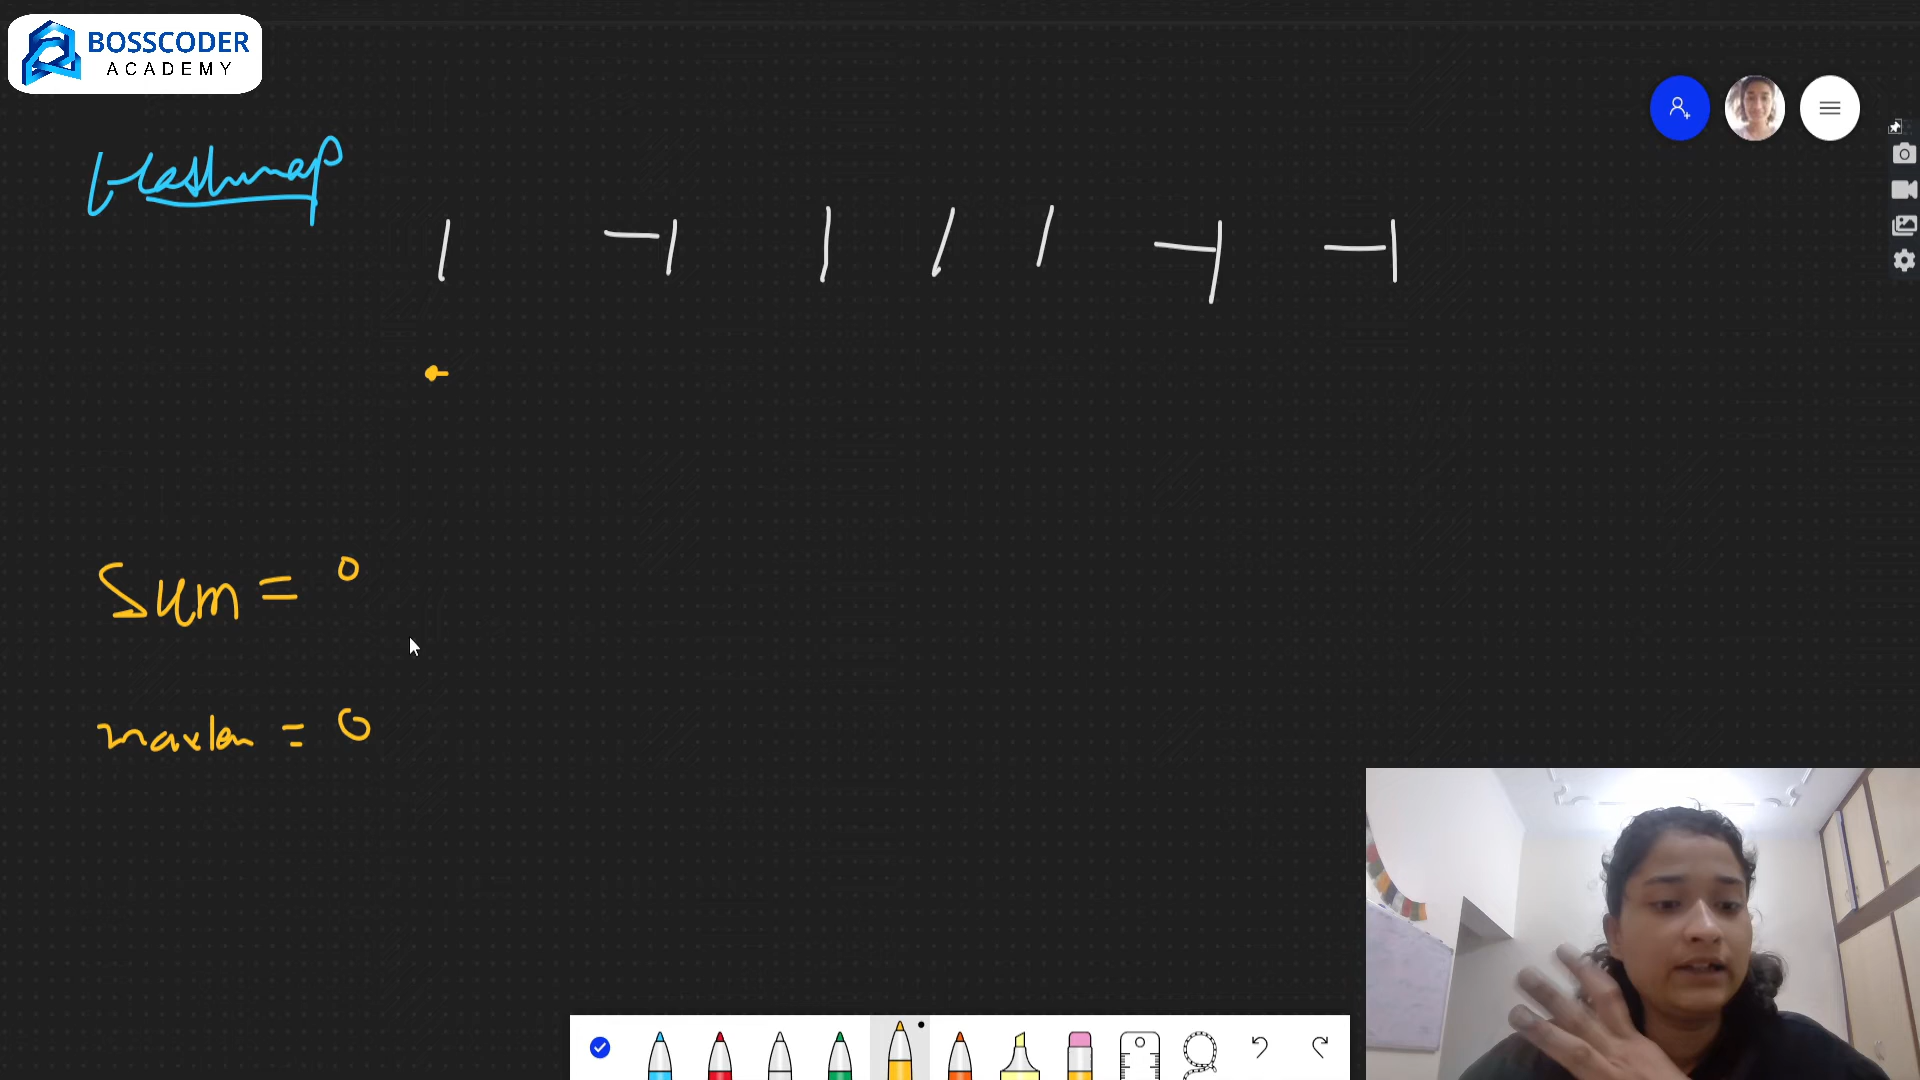 BOSSCODER
ACADEMY
Hashmap
1 -1 1 1 1 -1 -1
Sum = 0
maxlen = 0